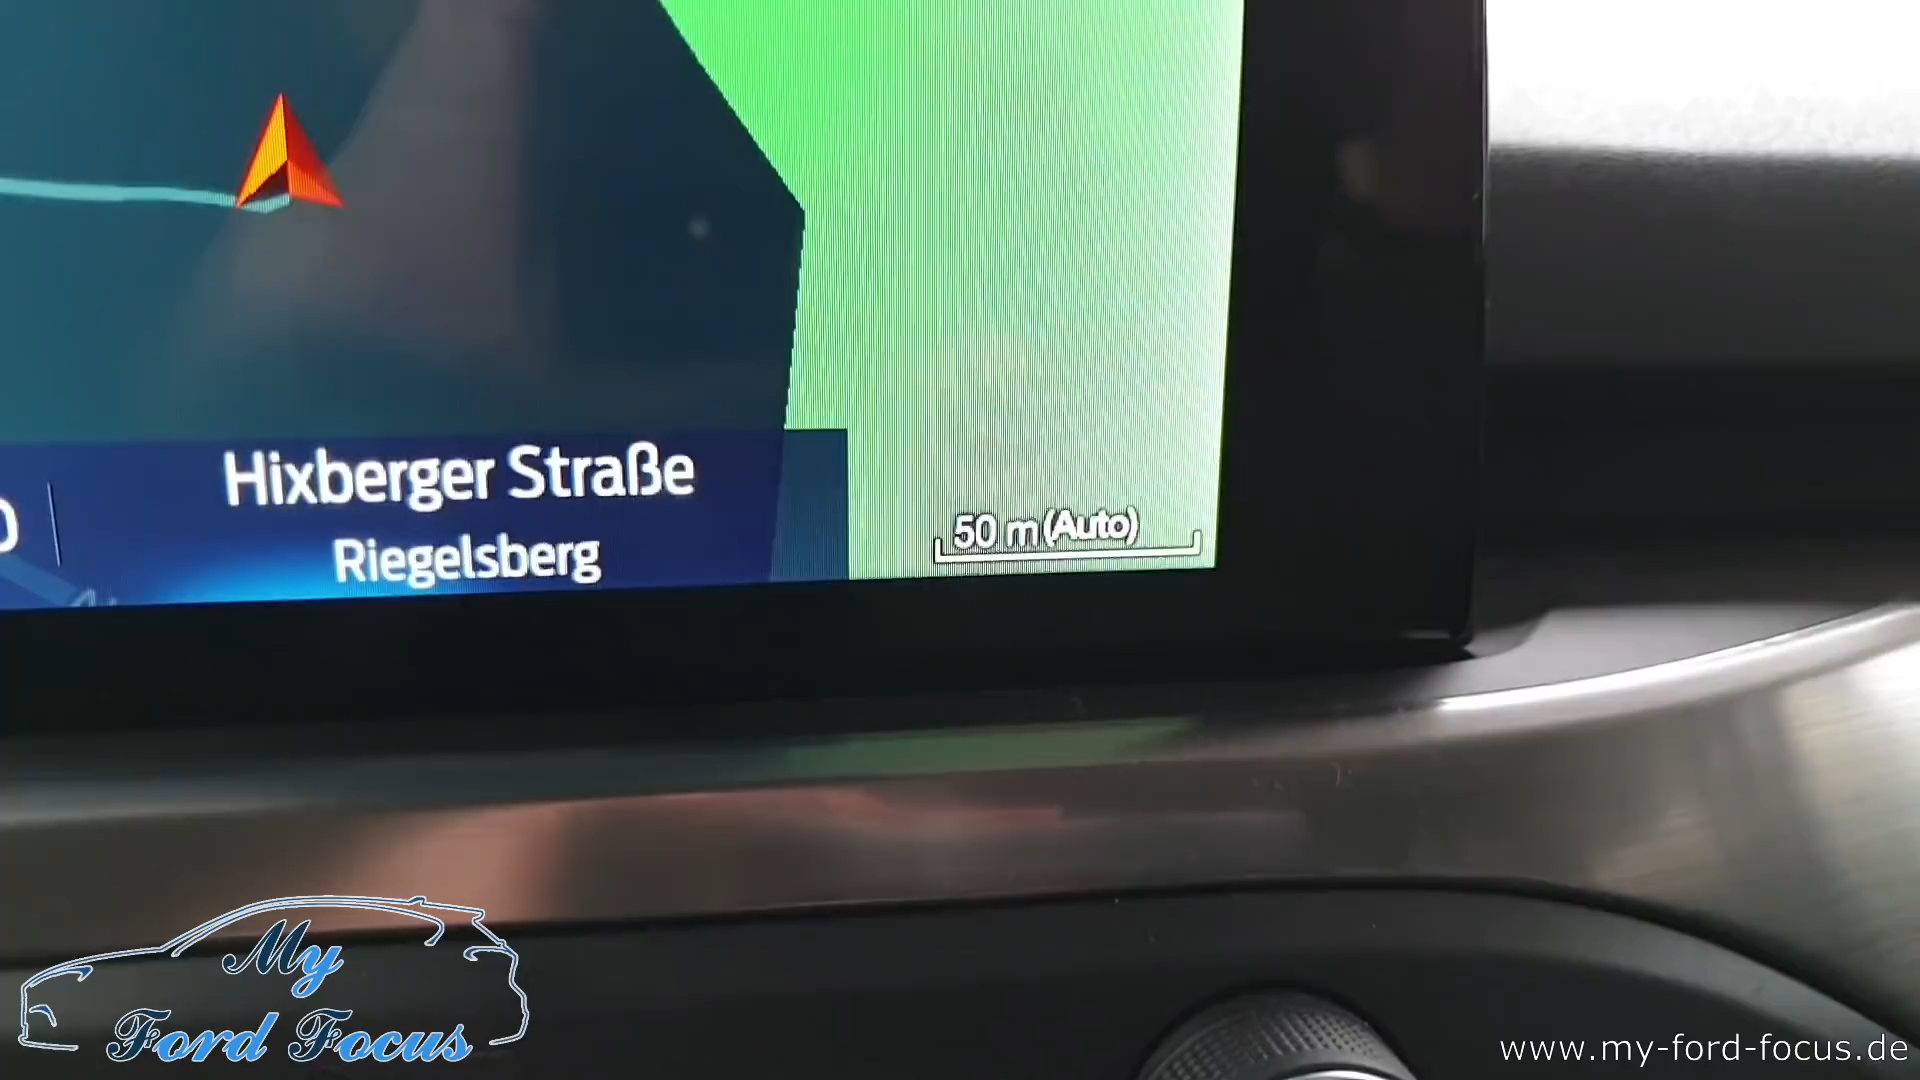 Hixberger Straße
Riegelsberg
50 m (Auto)
My
Ford Focus
www.my-ford-focus.de